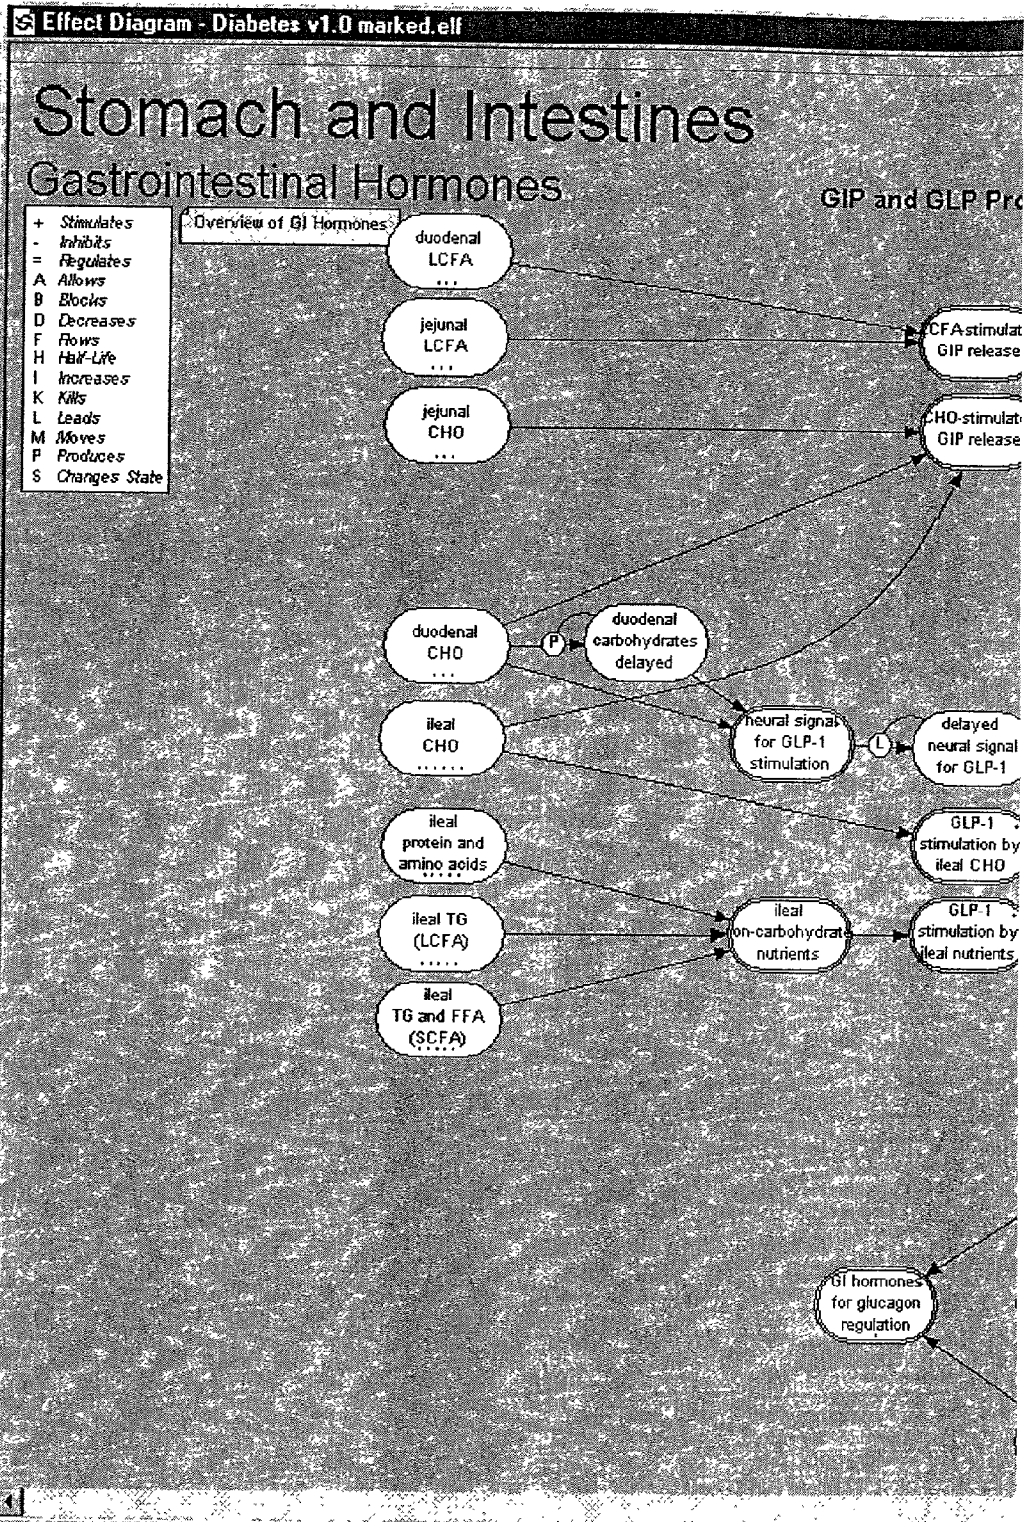 Effect Diagram - Diabetes v1.0 marked.elf
Stomach and Intestines
Gastrointestinal Hormones
GIP and GLP Pro
+ Stimulates
- Inhibits
= Regulates
A Allows
B Blocks
D Decreases
F Flows
H Half-Life
I Increases
K Kills
L Leads
M Moves
P Produces
S Changes State
Overview of GI Hormones
duodenal
LCFA
...
jejunal
LCFA
...
CFA-stimulat
GIP release
jejunal
CHO
...
CHO-stimulat
GIP release
duodenal
CHO
...
P
duodenal
carbohydrates
delayed
ileal
CHO
......
neural signal
for GLP-1
stimulation
L
delayed
neural signal
for GLP-1
ileal
protein and
amino acids
.....
GLP-1
stimulation by
ileal CHO
ileal TG
(LCFA)
.....
ileal
on-carbohydrate
nutrients
GLP-1
stimulation by
ileal nutrients
ileal
TG and FFA
(SCFA)
.....
GI hormones
for glucagon
regulation